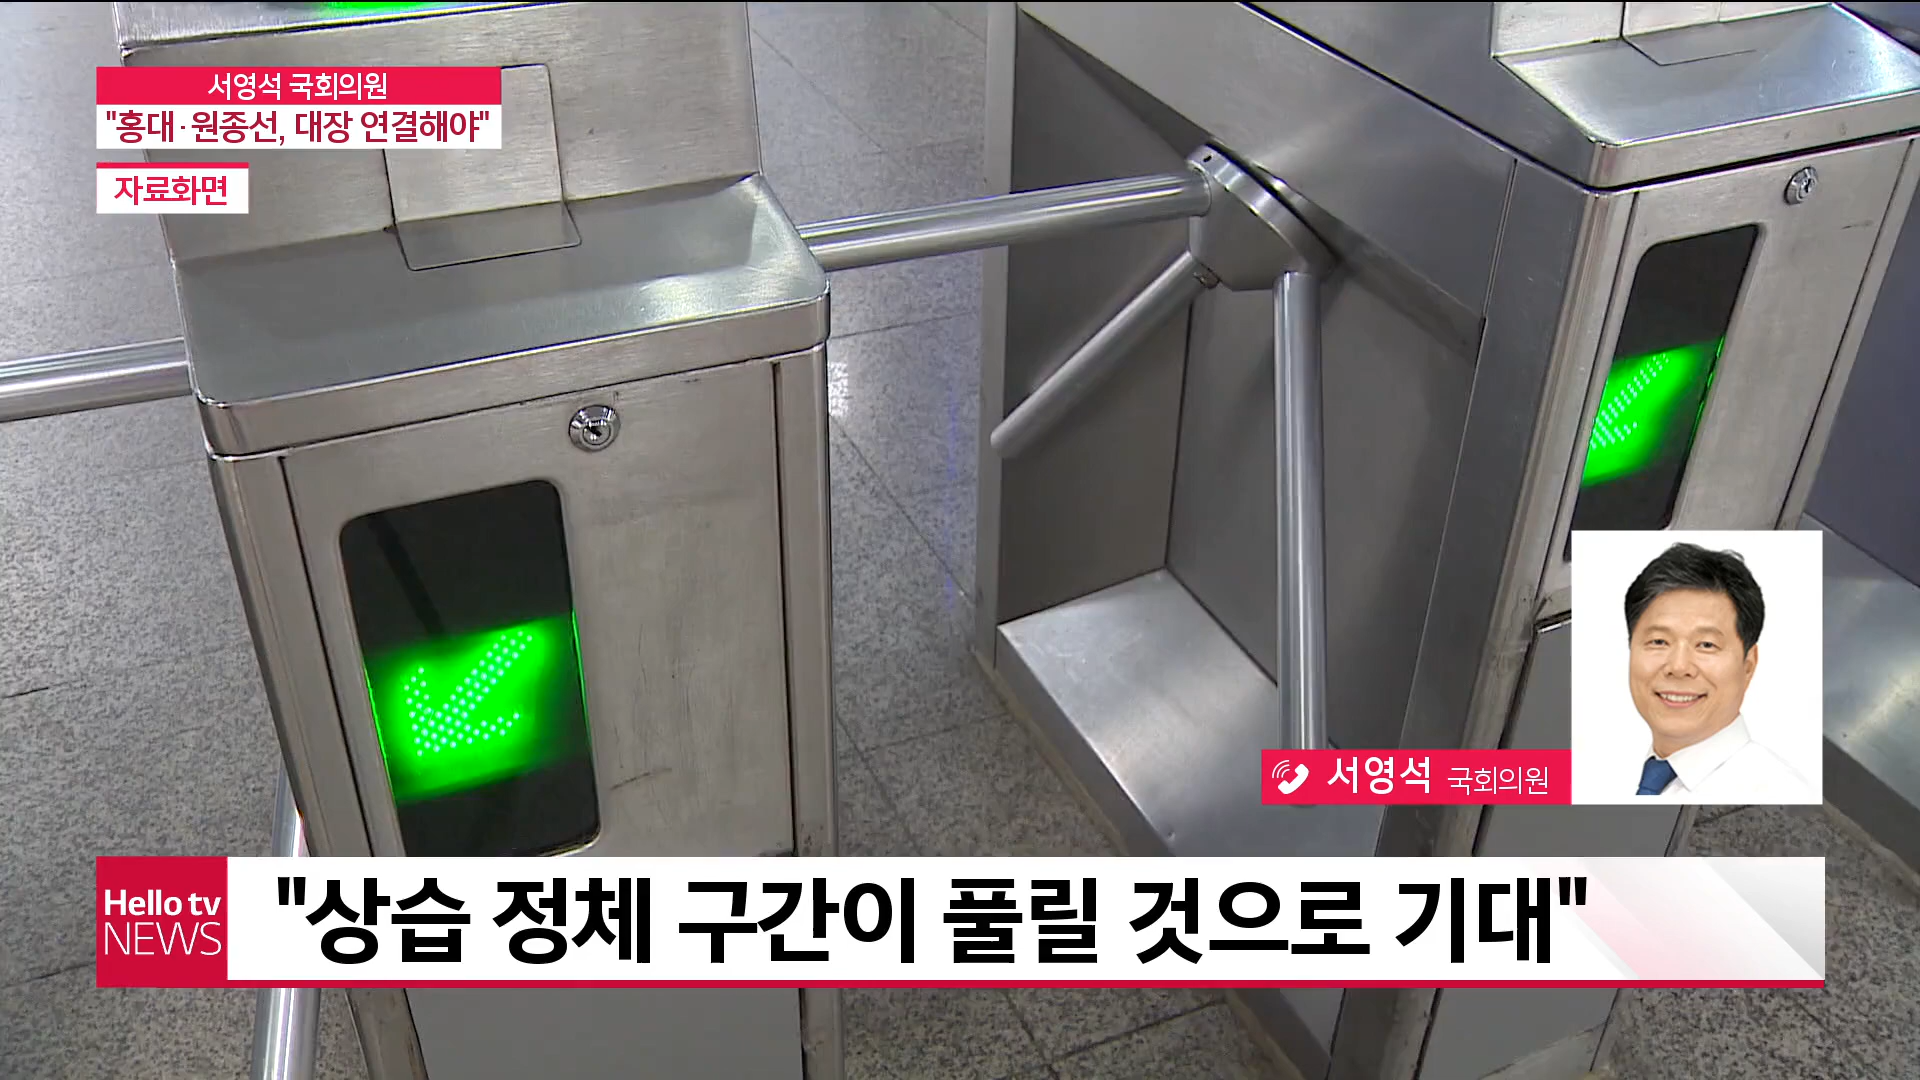 서영석 국회의원
"홍대·원종선, 대장 연결해야"
자료화면
서영석 국회의원
Hello tv
NEWS
"상습 정체 구간이 풀릴 것으로 기대"